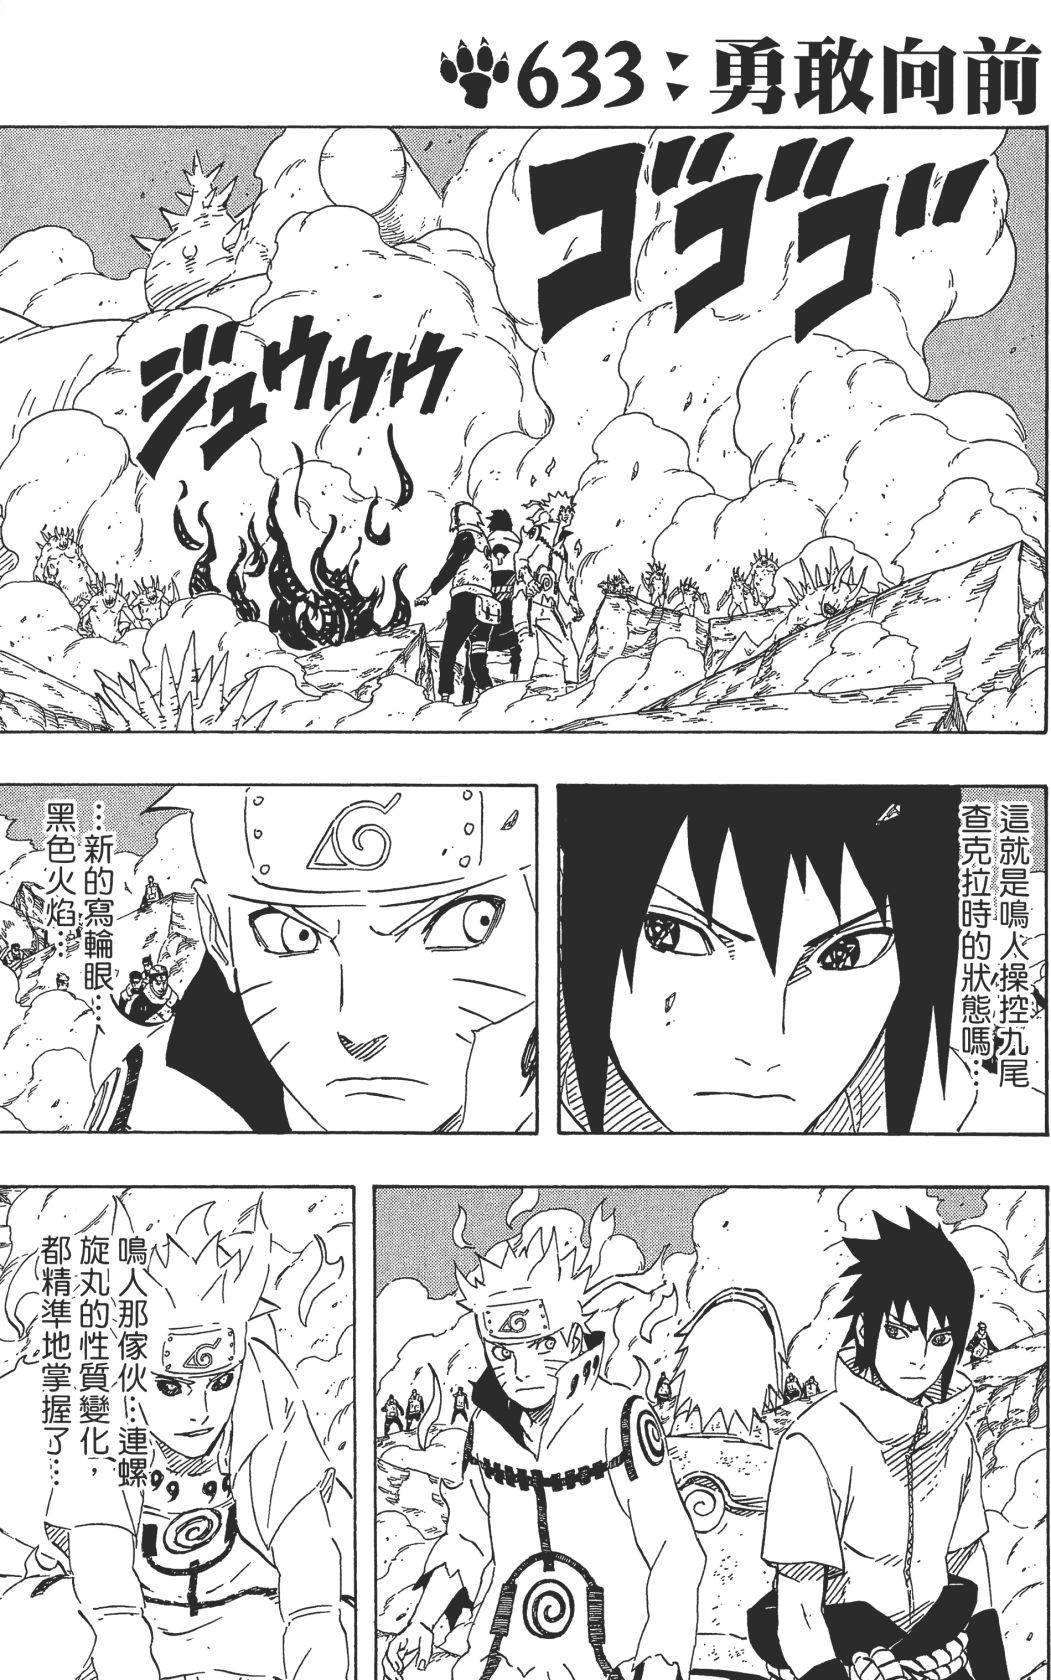 633:勇敢向前
ゴゴゴ
ジュウゥゥ
這就是鳴人操控九尾
查克拉時的狀態嗎…
…新的寫輪眼…
黑色火焰…
鳴人那傢伙…連螺
旋丸的性質變化，
都精準地掌握了…